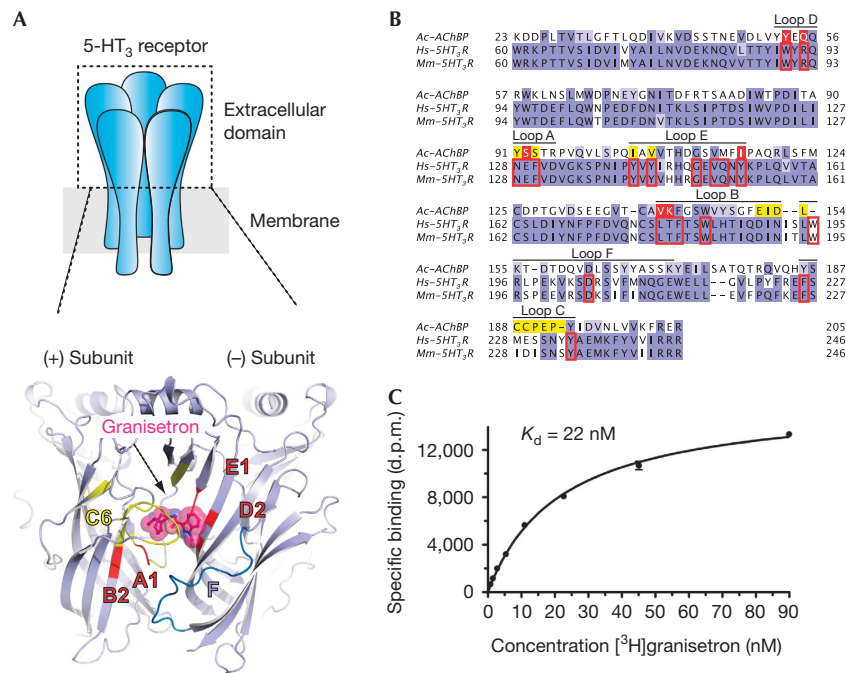 A
5-HT3 receptor
Extracellular
domain
Membrane
(+) Subunit (–) Subunit
Granisetron
E1
C6
D2
A1
B2
F
B
Loop D
Ac-AChBP 23 KDDPLTVTLGFTLQDIVKVDSSTNEVDLVYYEQQ 56
Hs-5HT3R 60 WRKPTTVSIDVIVYAILNVDEKNQVLTTYIWYRQ 93
Mm-5HT3R 60 WRKPTTVSIDVIVYAILNVDEKNQVLTTYIWYRQ 93
Ac-AChBP 57 RWKLNSLMWDPNEYGNITDFRTSAADIWTPDITA 90
Hs-5HT3R 94 YWTDEFLQWNPEDFDNITKLSIPTDSIWVPDILI 127
Mm-5HT3R 94 YWTDEFLQWNPEDFDNVTKLSIPTDSIWVPDILI 127
Loop A Loop E
Ac-AChBP 91 YSSTRPVQVLSPQIAVVTHDGSVMFIPAQRLSFM 124
Hs-5HT3R 128 NEFVDVGKSPNIPYVYVHHRGEVQNYKPLQLVTA 161
Mm-5HT3R 128 NEFVDVGKSPNIPYVYVHHRGEVQNYKPLQLVTA 161
Loop B
Ac-AChBP 125 CDPTGVDSEEGVT-CAVKFGSWVYSGFEID--L- 154
Hs-5HT3R 162 CSLDIYNFPFDVQNCSLTFTSWLHTIQDINISLW 195
Mm-5HT3R 162 CSLDIYNFPFDVQNCSLTFTSWLHTIQDINITLW 195
Loop F
Ac-AChBP 155 KT-DTDQVDLSSYYASSKYEILSATQTRQVQHYS 187
Hs-5HT3R 196 RLPEKVKSDRSVFMNQGEWELL--GVLPYFREFS 227
Mm-5HT3R 196 RSPEEVRSDKSIFINQGEWELL--EVFPQFKEFS 227
Loop C
Ac-AChBP 188 CCPEP-YIDVNLVVKFRER 205
Hs-5HT3R 228 MESSNYYAEMKFYVVIRRR 246
Mm-5HT3R 228 IDISNSYAEMKFYVIIRRR 246
C
Kd = 22 nM
Specific binding (d.p.m.)
12,000
8,000
4,000
0
0 10 20 30 40 50 60 70 80 90
Concentration [3H]granisetron (nM)